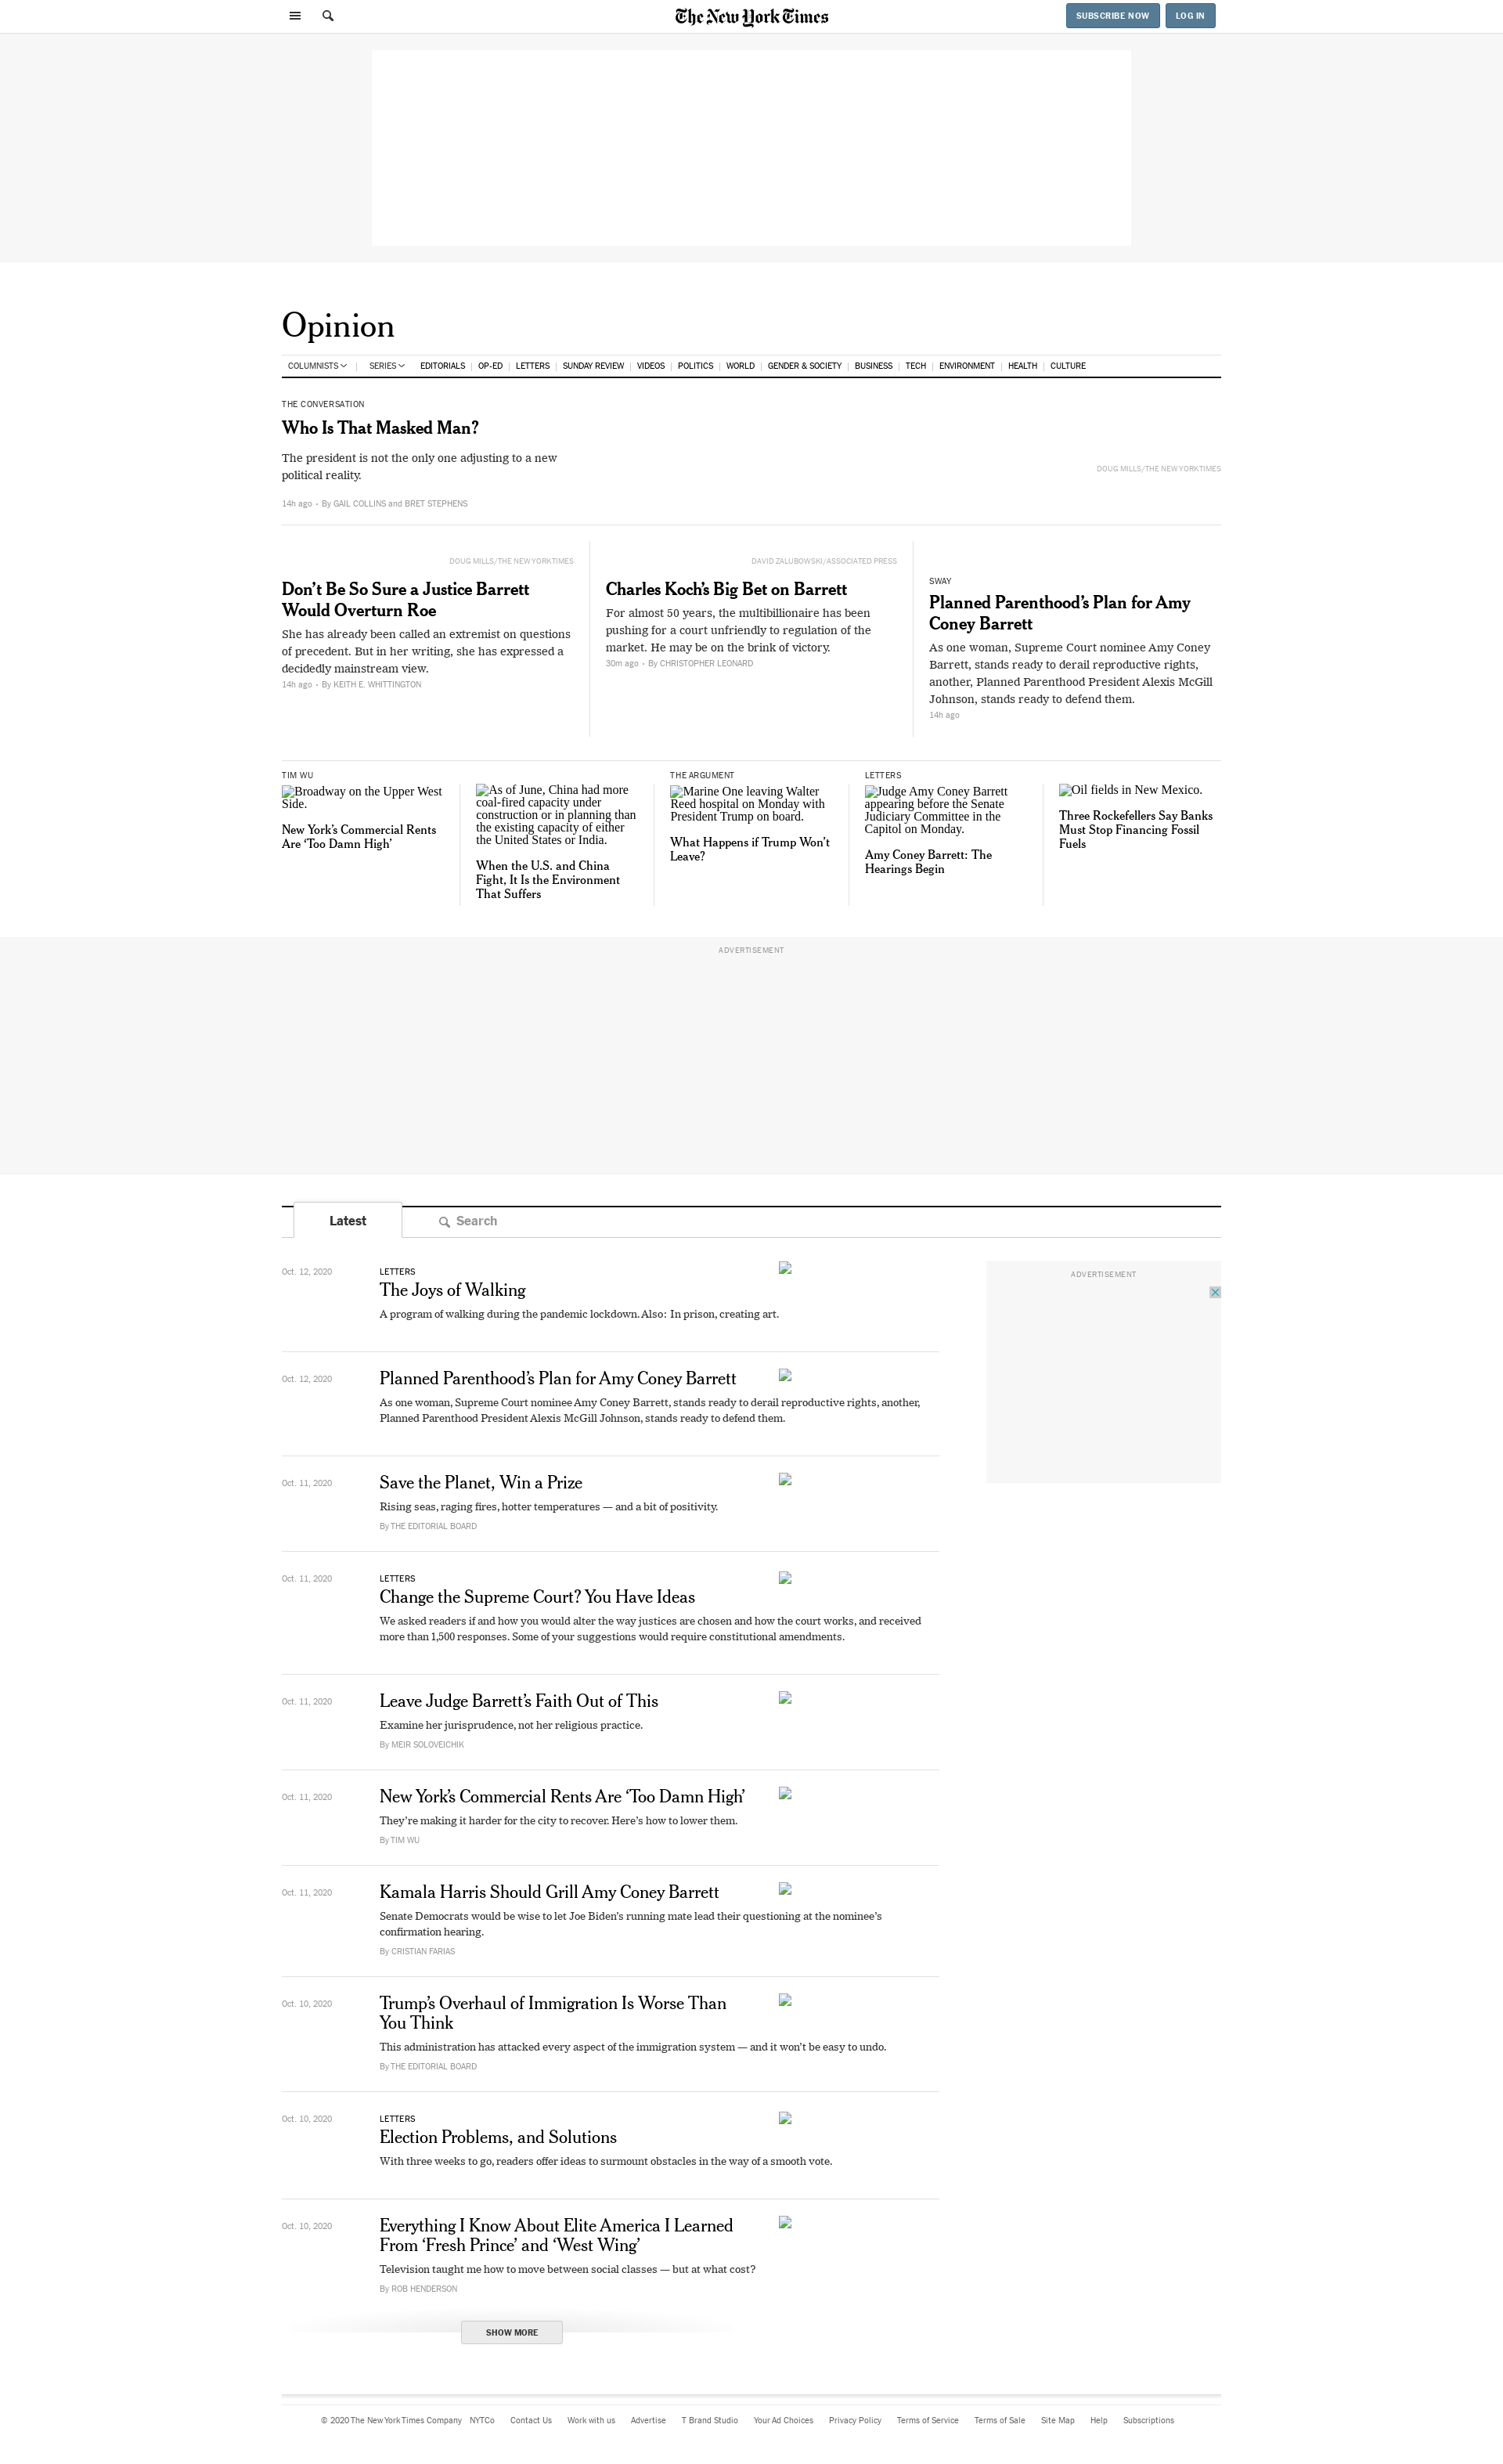 The New York Times
SUBSCRIBE NOW
LOG IN
Opinion
COLUMNISTS
SERIES
EDITORIALS
OP-ED
LETTERS
SUNDAY REVIEW
VIDEOS
POLITICS
WORLD
GENDER & SOCIETY
BUSINESS
TECH
ENVIRONMENT
HEALTH
CULTURE
THE CONVERSATION
Who Is That Masked Man?
The president is not the only one adjusting to a new
political reality.
14h ago • By GAIL COLLINS and BRET STEPHENS
DOUG MILLS/THE NEW YORK TIMES
DOUG MILLS/THE NEW YORK TIMES
Don’t Be So Sure a Justice Barrett
Would Overturn Roe
She has already been called an extremist on questions
of precedent. But in her writing, she has expressed a
decidedly mainstream view.
14h ago • By KEITH E. WHITTINGTON
DAVID ZALUBOWSKI/ASSOCIATED PRESS
Charles Koch’s Big Bet on Barrett
For almost 50 years, the multibillionaire has been
pushing for a court unfriendly to regulation of the
market. He may be on the brink of victory.
30m ago • By CHRISTOPHER LEONARD
SWAY
Planned Parenthood’s Plan for Amy
Coney Barrett
As one woman, Supreme Court nominee Amy Coney
Barrett, stands ready to derail reproductive rights,
another, Planned Parenthood President Alexis McGill
Johnson, stands ready to defend them.
14h ago
TIM WU
Broadway on the Upper West
Side.
New York’s Commercial Rents
Are ‘Too Damn High’
As of June, China had more
coal-fired capacity under
construction or in planning than
the existing capacity of either
the United States or India.
When the U.S. and China
Fight, It Is the Environment
That Suffers
THE ARGUMENT
Marine One leaving Walter
Reed hospital on Monday with
President Trump on board.
What Happens if Trump Won’t
Leave?
LETTERS
Judge Amy Coney Barrett
appearing before the Senate
Judiciary Committee in the
Capitol on Monday.
Amy Coney Barrett: The
Hearings Begin
Oil fields in New Mexico.
Three Rockefellers Say Banks
Must Stop Financing Fossil
Fuels
ADVERTISEMENT
Latest
Search
ADVERTISEMENT
Oct. 12, 2020
LETTERS
The Joys of Walking
A program of walking during the pandemic lockdown. Also: In prison, creating art.
Oct. 12, 2020
Planned Parenthood’s Plan for Amy Coney Barrett
As one woman, Supreme Court nominee Amy Coney Barrett, stands ready to derail reproductive rights, another,
Planned Parenthood President Alexis McGill Johnson, stands ready to defend them.
Oct. 11, 2020
Save the Planet, Win a Prize
Rising seas, raging fires, hotter temperatures — and a bit of positivity.
By THE EDITORIAL BOARD
Oct. 11, 2020
LETTERS
Change the Supreme Court? You Have Ideas
We asked readers if and how you would alter the way justices are chosen and how the court works, and received
more than 1,500 responses. Some of your suggestions would require constitutional amendments.
Oct. 11, 2020
Leave Judge Barrett’s Faith Out of This
Examine her jurisprudence, not her religious practice.
By MEIR SOLOVEICHIK
Oct. 11, 2020
New York’s Commercial Rents Are ‘Too Damn High’
They’re making it harder for the city to recover. Here’s how to lower them.
By TIM WU
Oct. 11, 2020
Kamala Harris Should Grill Amy Coney Barrett
Senate Democrats would be wise to let Joe Biden’s running mate lead their questioning at the nominee’s
confirmation hearing.
By CRISTIAN FARIAS
Oct. 10, 2020
Trump’s Overhaul of Immigration Is Worse Than
You Think
This administration has attacked every aspect of the immigration system — and it won’t be easy to undo.
By THE EDITORIAL BOARD
Oct. 10, 2020
LETTERS
Election Problems, and Solutions
With three weeks to go, readers offer ideas to surmount obstacles in the way of a smooth vote.
Oct. 10, 2020
Everything I Know About Elite America I Learned
From ‘Fresh Prince’ and ‘West Wing’
Television taught me how to move between social classes — but at what cost?
By ROB HENDERSON
SHOW MORE
© 2020 The New York Times Company
NYTCo
Contact Us
Work with us
Advertise
T Brand Studio
Your Ad Choices
Privacy Policy
Terms of Service
Terms of Sale
Site Map
Help
Subscriptions